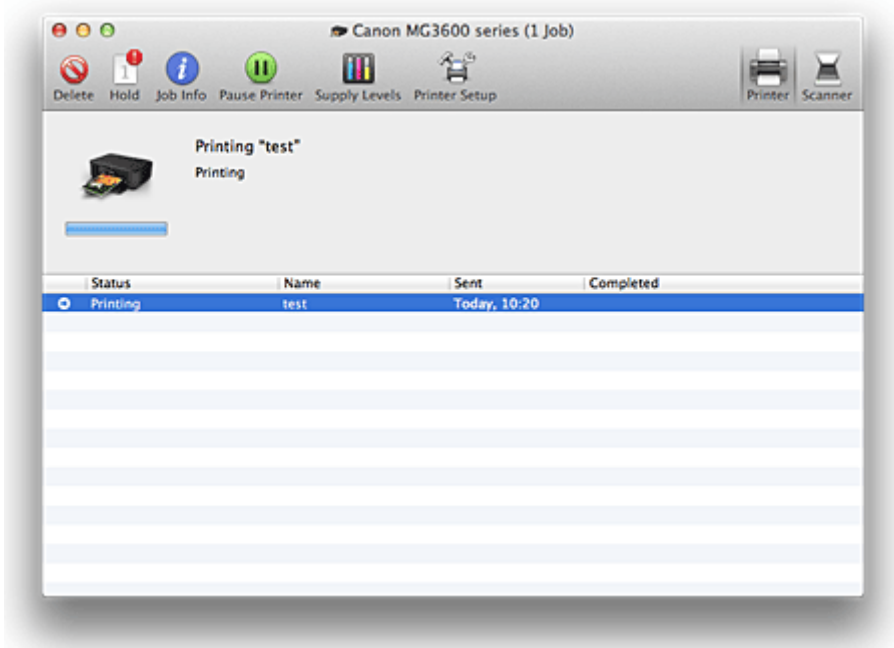 Canon MG3600 series (1 Job)
Delete Hold Job Info Pause Printer Supply Levels Printer Setup Printer Scanner
Printing "test"
Printing
Status Name Sent Completed
Printing test Today, 10:20